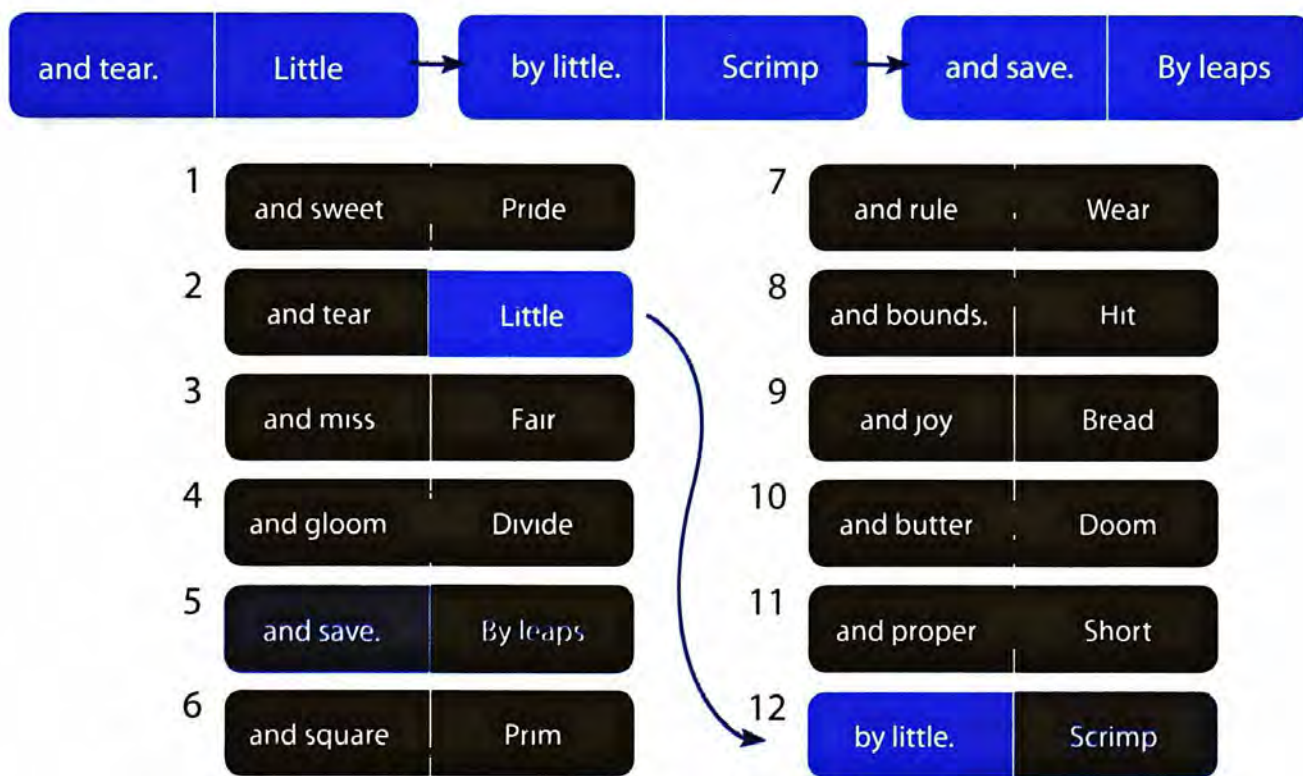 and tear. Little by little. Scrimp and save. By leaps
1 and sweet Pride
2 and tear Little
3 and miss Fair
4 and gloom Divide
5 and save. By leaps
6 and square Prim
7 and rule Wear
8 and bounds. Hit
9 and joy Bread
10 and butter Doom
11 and proper Short
12 by little. Scrimp